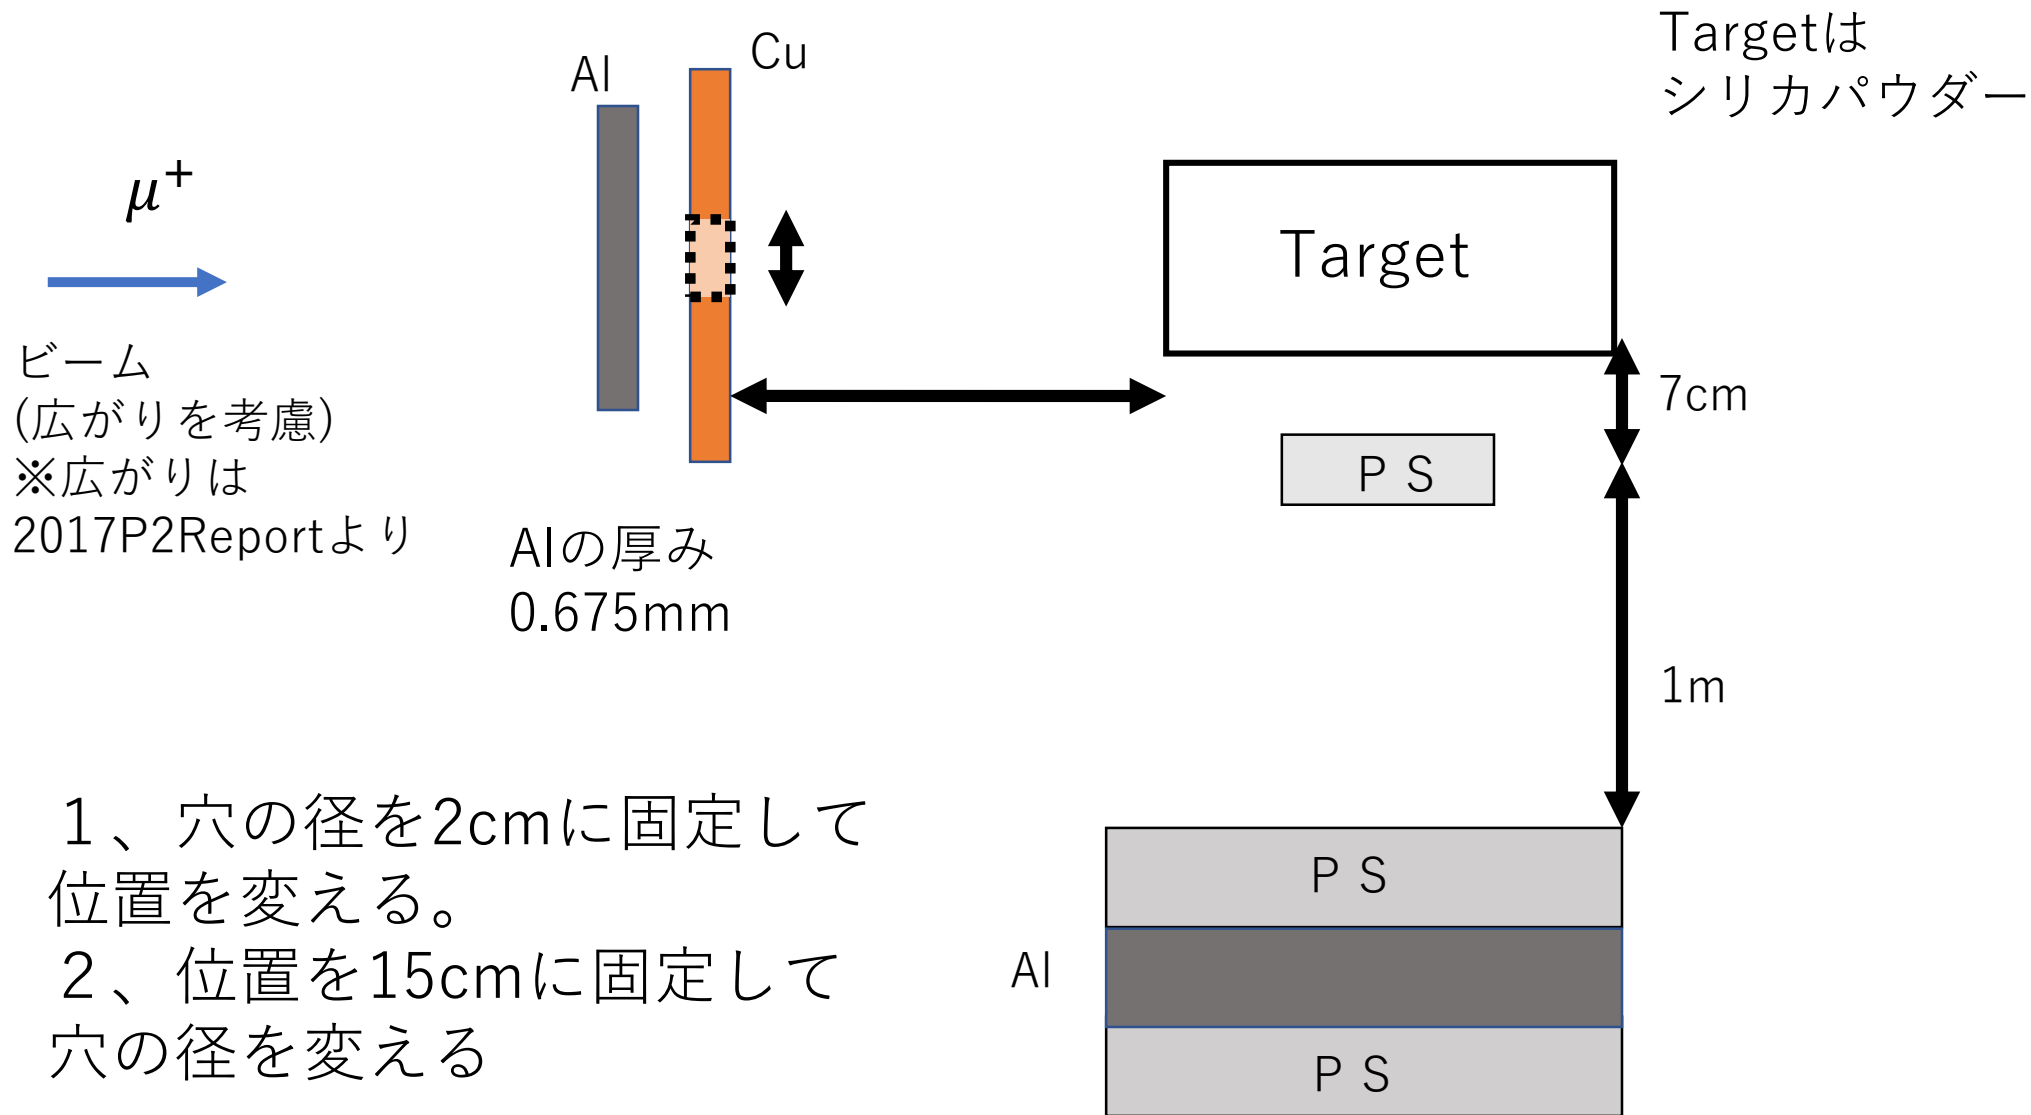 Al
Cu
Targetは
シリカパウダー
μ⁺
Target
ビーム
(広がりを考慮)
※広がりは
2017P2Reportより
7cm
ＰＳ
Alの厚み
0.675mm
1m
１、穴の径を2cmに固定して
位置を変える。
２、位置を15cmに固定して
穴の径を変える
ＰＳ
Al
ＰＳ